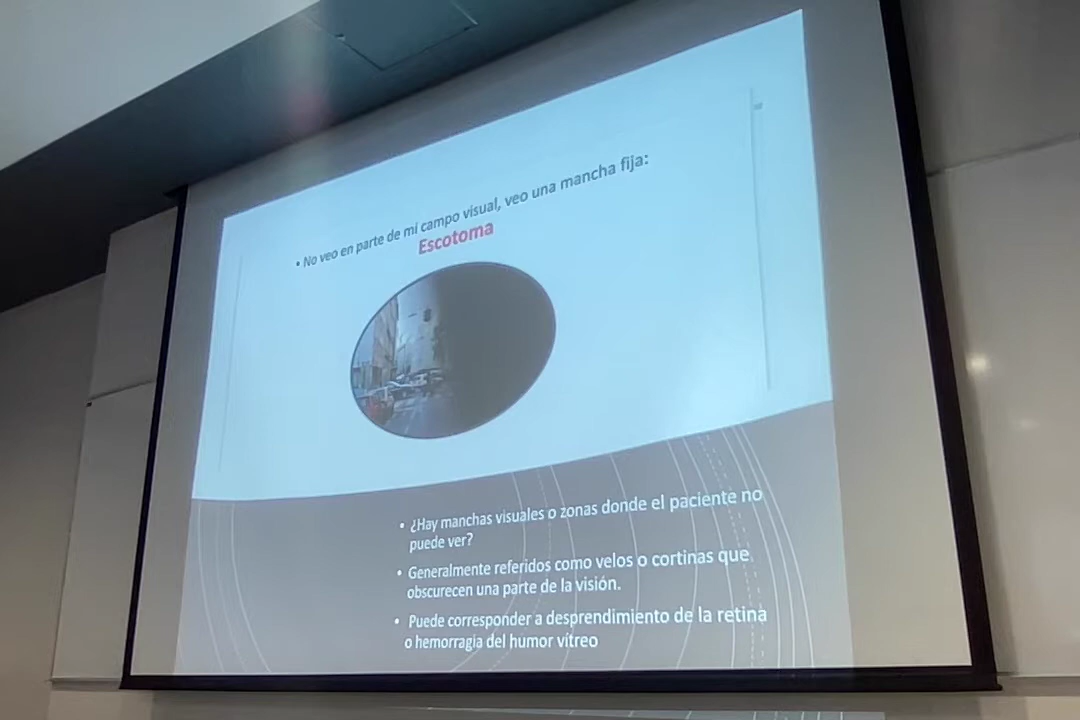 • No veo en parte de mi campo visual, veo una mancha fija:
Escotoma
• ¿Hay manchas visuales o zonas donde el paciente no
puede ver?
• Generalmente referidos como velos o cortinas que
obscurecen una parte de la visión.
• Puede corresponder a desprendimiento de la retina
o hemorragia del humor vítreo